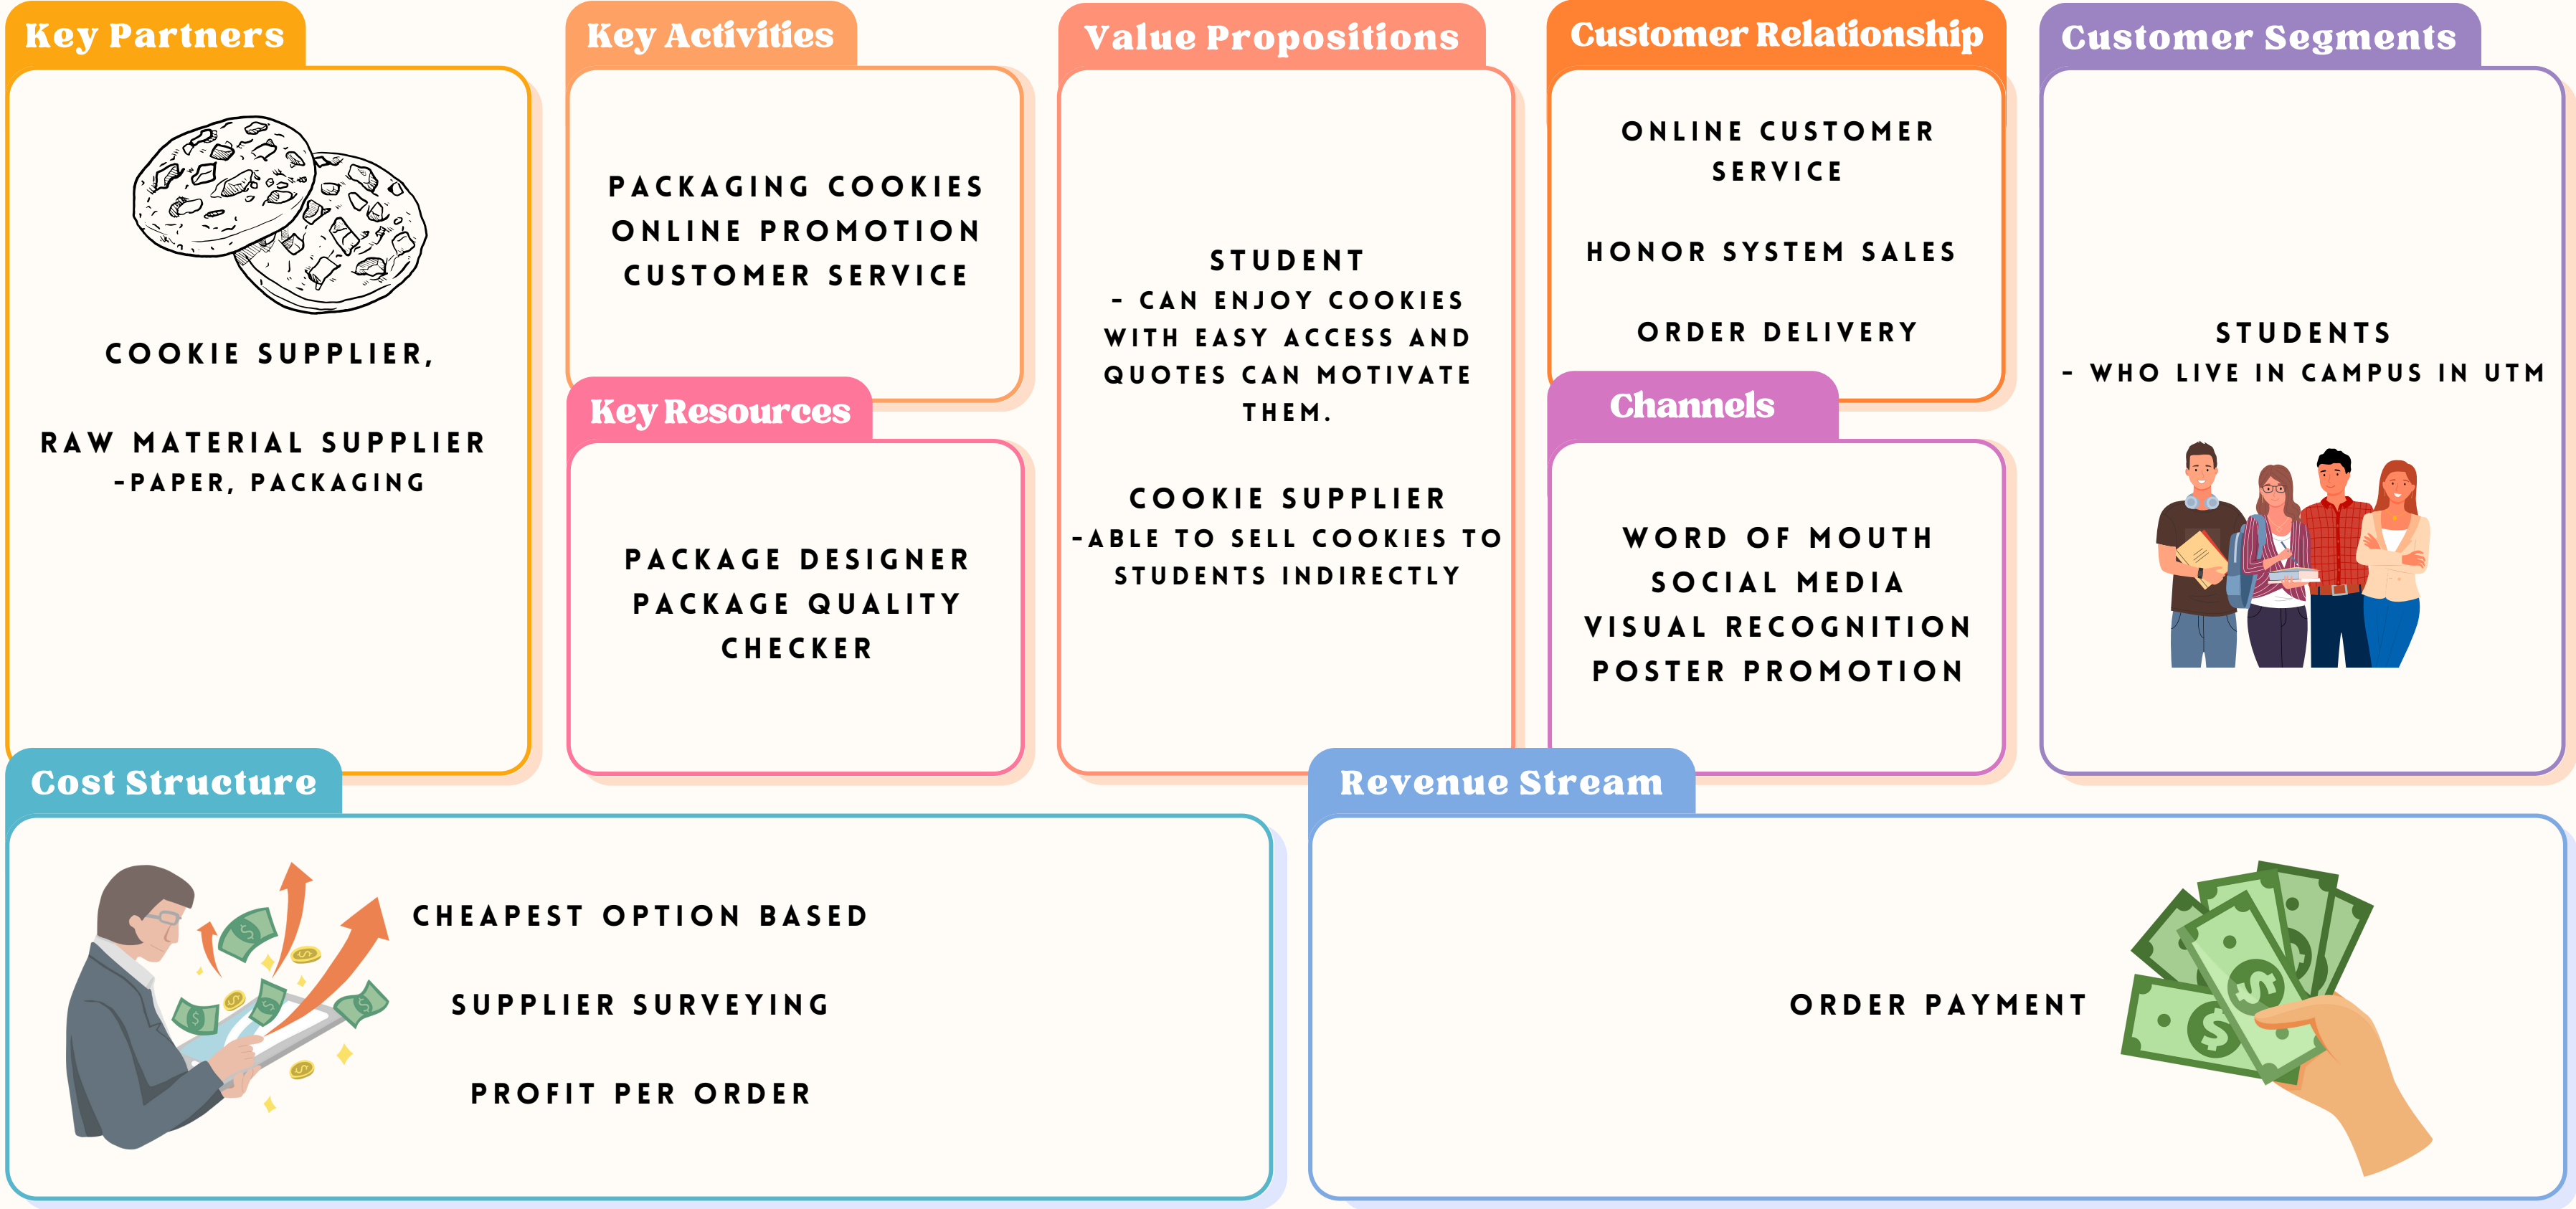 Key Partners
COOKIE SUPPLIER,
RAW MATERIAL SUPPLIER
-PAPER, PACKAGING
Key Activities
PACKAGING COOKIES
ONLINE PROMOTION
CUSTOMER SERVICE
Key Resources
PACKAGE DESIGNER
PACKAGE QUALITY
CHECKER
Value Propositions
STUDENT
- CAN ENJOY COOKIES
WITH EASY ACCESS AND
QUOTES CAN MOTIVATE
THEM.
COOKIE SUPPLIER
-ABLE TO SELL COOKIES TO
STUDENTS INDIRECTLY
Customer Relationship
ONLINE CUSTOMER
SERVICE
HONOR SYSTEM SALES
ORDER DELIVERY
Channels
WORD OF MOUTH
SOCIAL MEDIA
VISUAL RECOGNITION
POSTER PROMOTION
Customer Segments
STUDENTS
- WHO LIVE IN CAMPUS IN UTM
Cost Structure
CHEAPEST OPTION BASED
SUPPLIER SURVEYING
PROFIT PER ORDER
Revenue Stream
ORDER PAYMENT